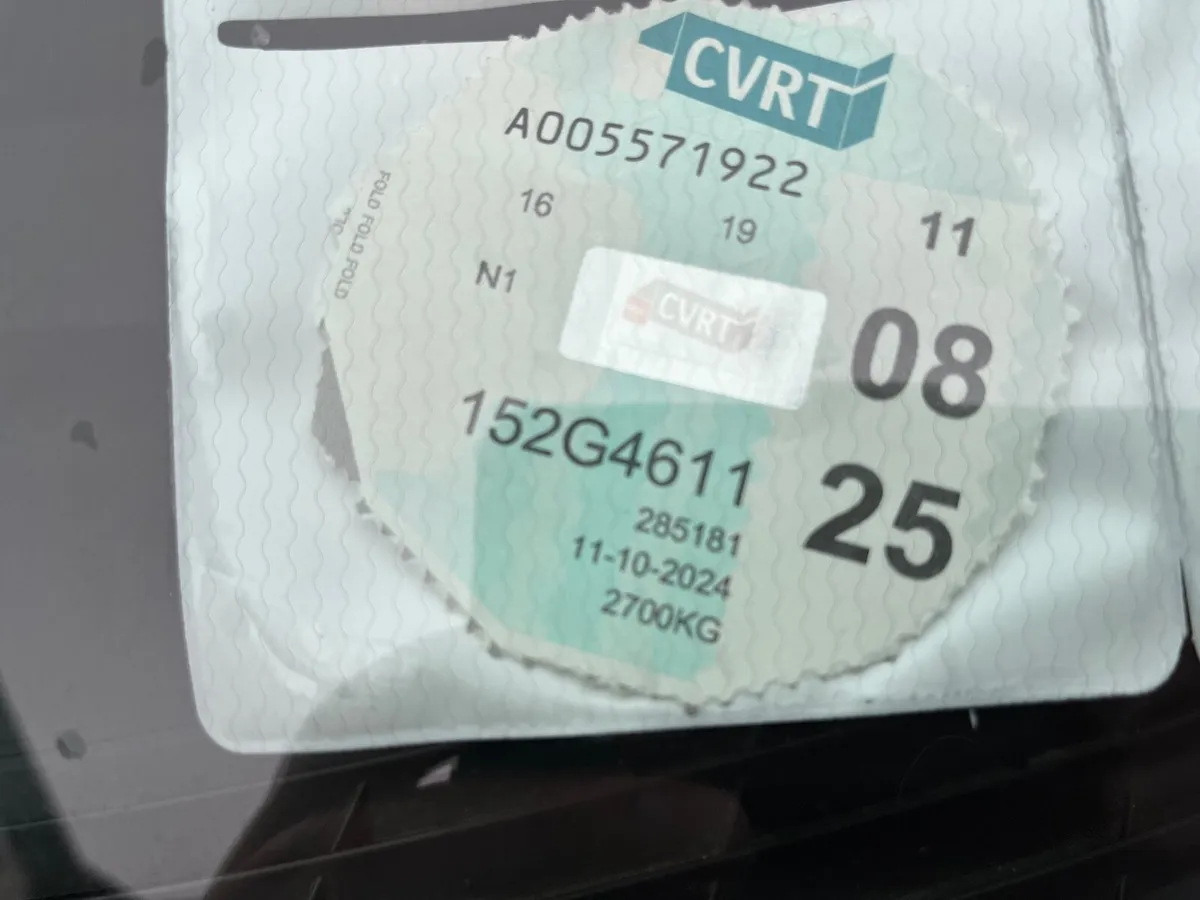 CVRT
A005571922
16
19
11
N1
CVRT
08
152G4611
25
285181
11-10-2024
2700KG
FOLD FOLD FOLD